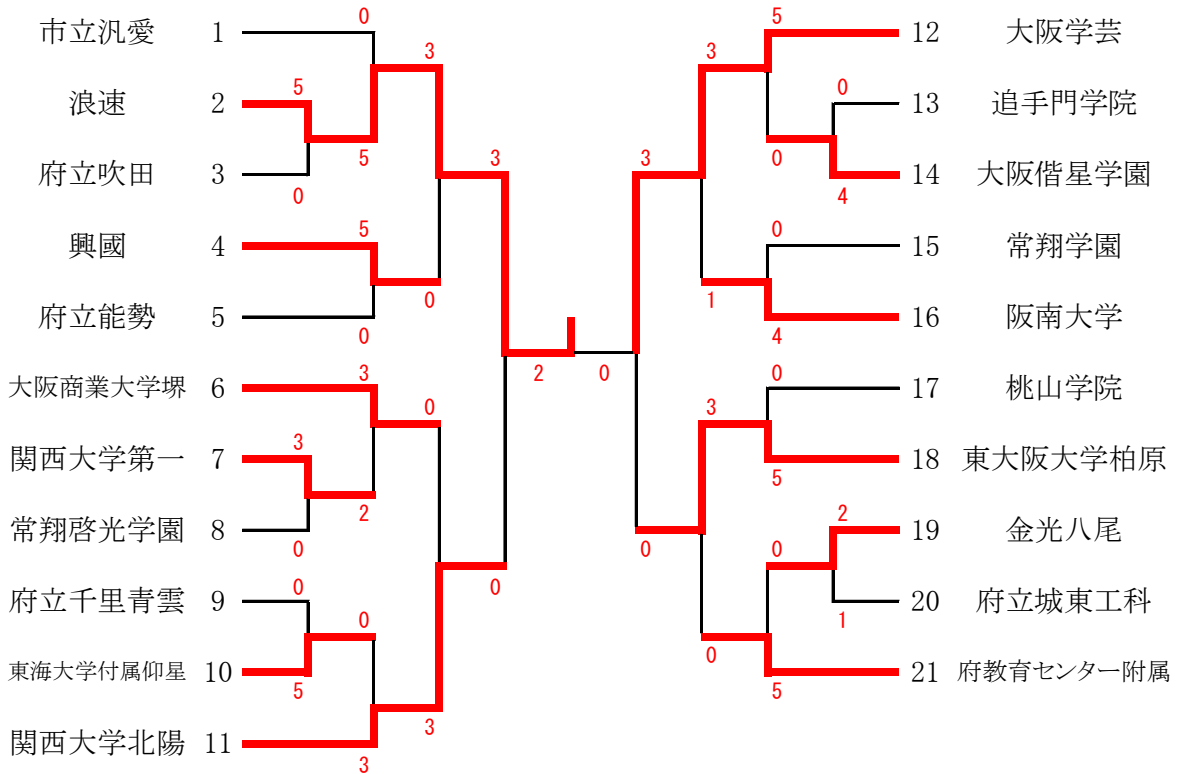 市立汎愛 1
浪速 2
府立吹田 3
興國 4
府立能勢 5
大阪商業大学堺 6
関西大学第一 7
常翔啓光学園 8
府立千里青雲 9
東海大学付属仰星 10
関西大学北陽 11
0
3
5
5
0
3
5
0
0
3
0
3
2
0
0
0
0
5
3
3
2
0
0
5
3
0
3
0
0
4
0
1
4
0
3
5
2
0
1
0
0
5
12 大阪学芸
13 追手門学院
14 大阪偕星学園
15 常翔学園
16 阪南大学
17 桃山学院
18 東大阪大学柏原
19 金光八尾
20 府立城東工科
21 府教育センター附属